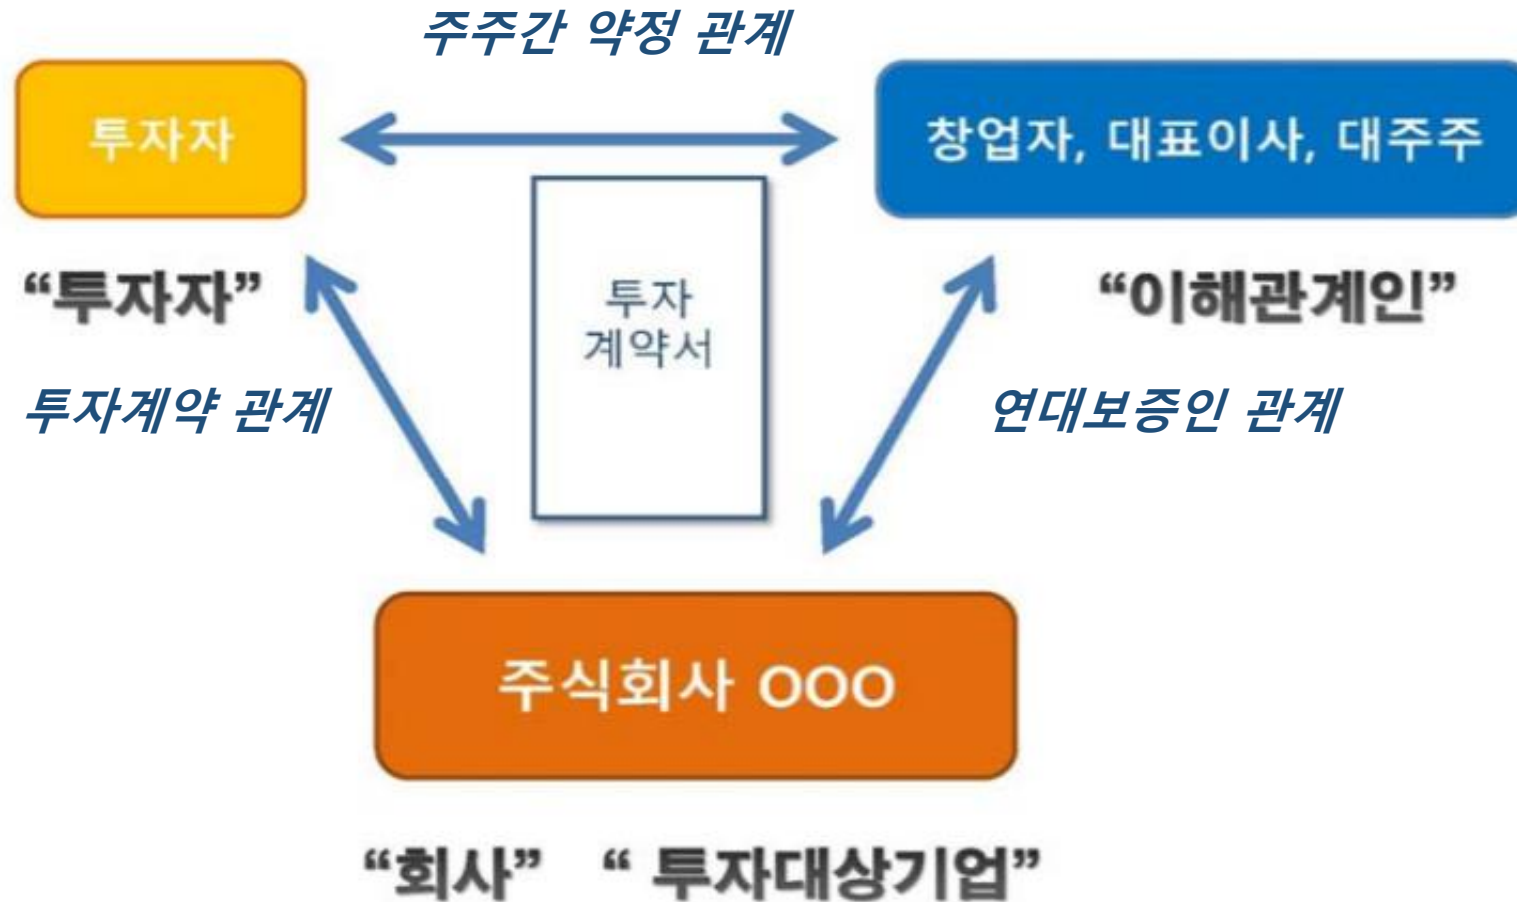 주주간 약정 관계
투자자
창업자, 대표이사, 대주주
“투자자”
투자
계약서
“이해관계인”
투자계약 관계
연대보증인 관계
주식회사 OOO
“회사” “ 투자대상기업”